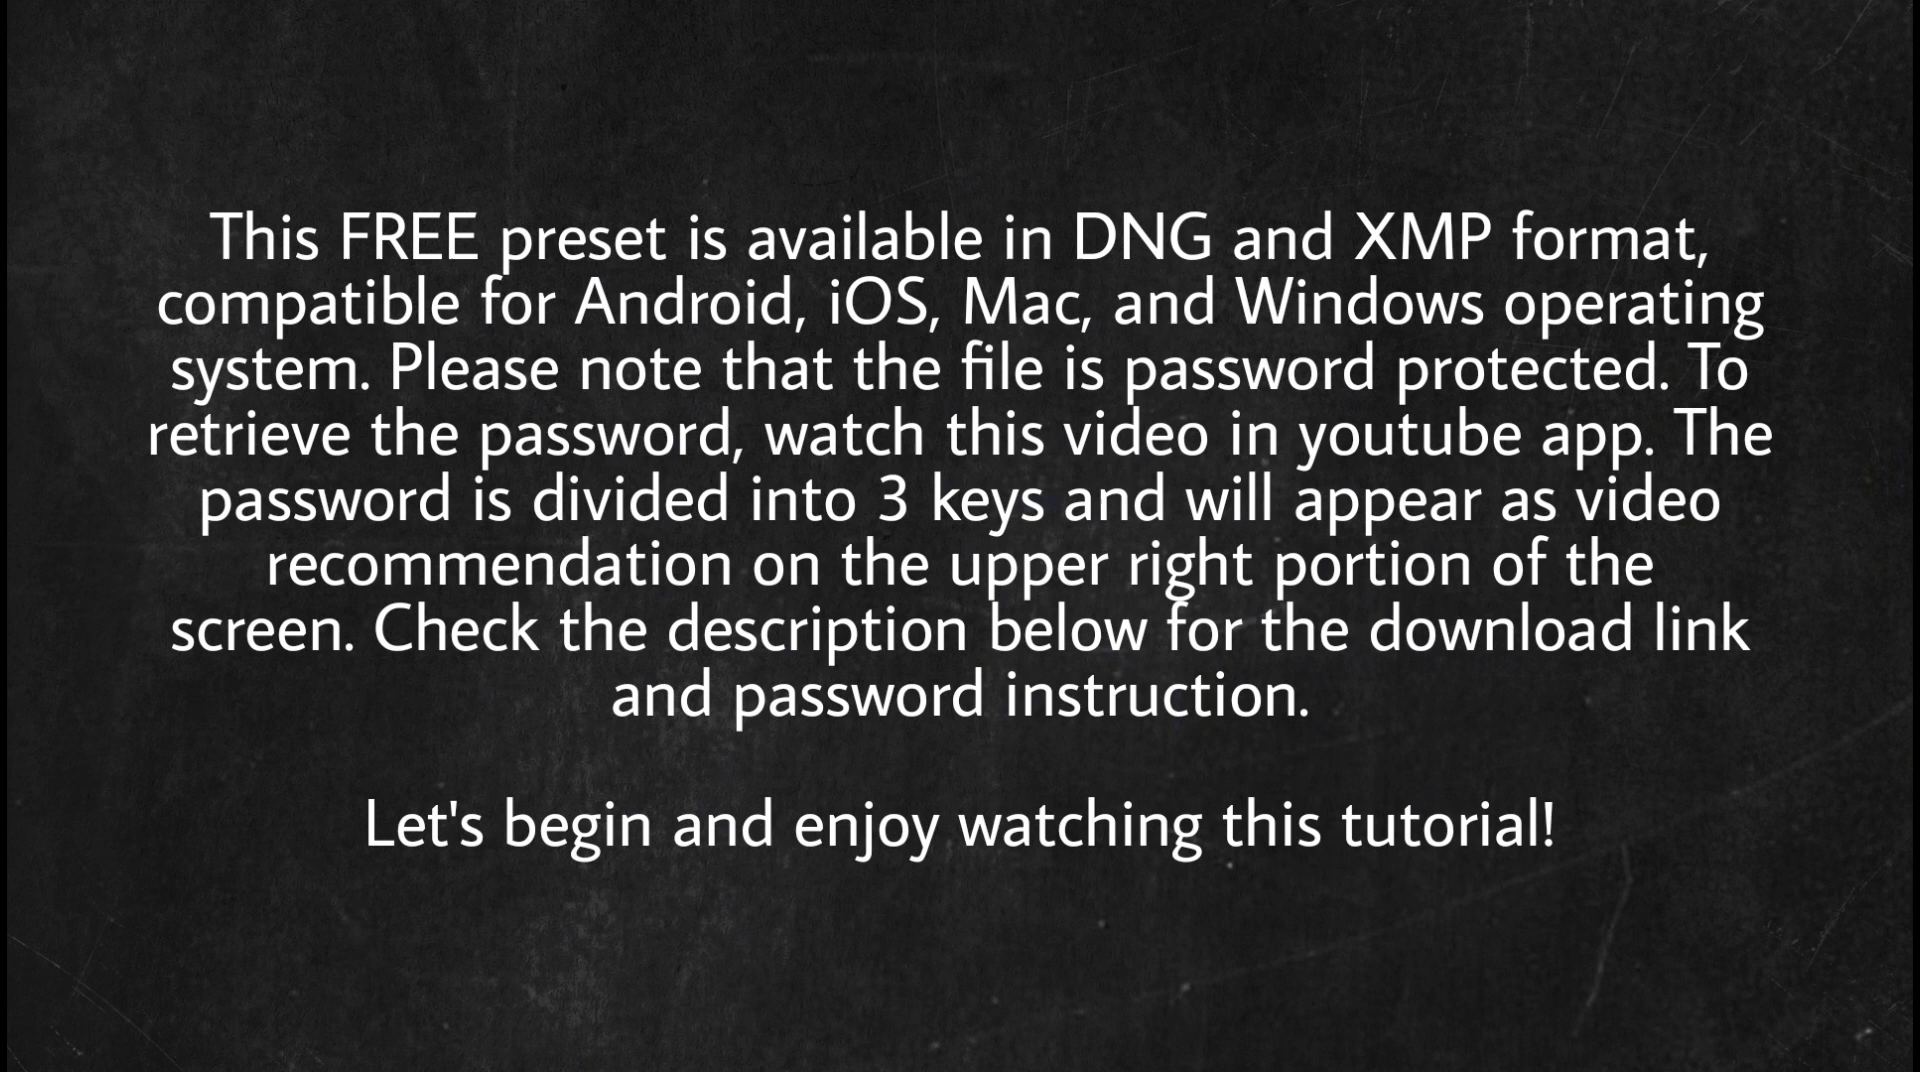 This FREE preset is available in DNG and XMP format,
compatible for Android, iOS, Mac, and Windows operating
system. Please note that the file is password protected. To
retrieve the password, watch this video in youtube app. The
password is divided into 3 keys and will appear as video
recommendation on the upper right portion of the
screen. Check the description below for the download link
and password instruction.
Let's begin and enjoy watching this tutorial!